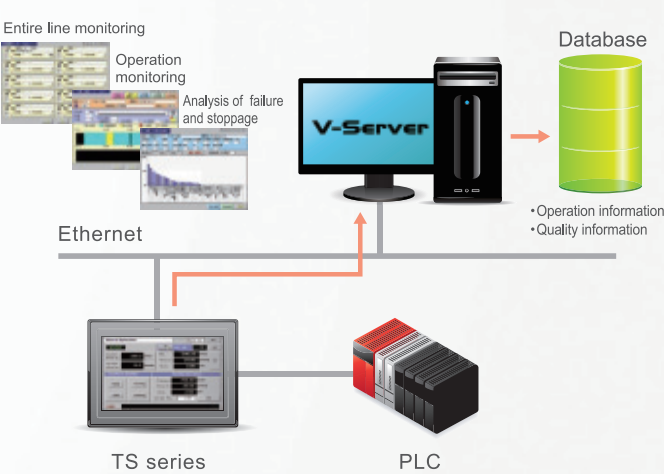 Entire line monitoring
Operation
monitoring
Analysis of failure
and stoppage
V-Server
Database
•Operation information
•Quality information
Ethernet
TS series
PLC